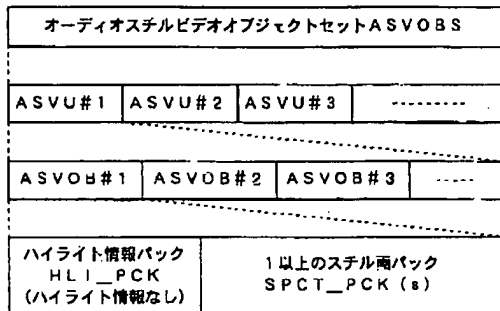 オーディオスチルビデオオブジェクトセットASVOBS
ASVU#1 ASVU#2 ASVU#3 ---------
ASVOB#1 ASVOB#2 ASVOB#3 -----
ハイライト情報パック
HLI__PCK
(ハイライト情報なし)
1以上のスチル画パック
SPCT__PCK(s)